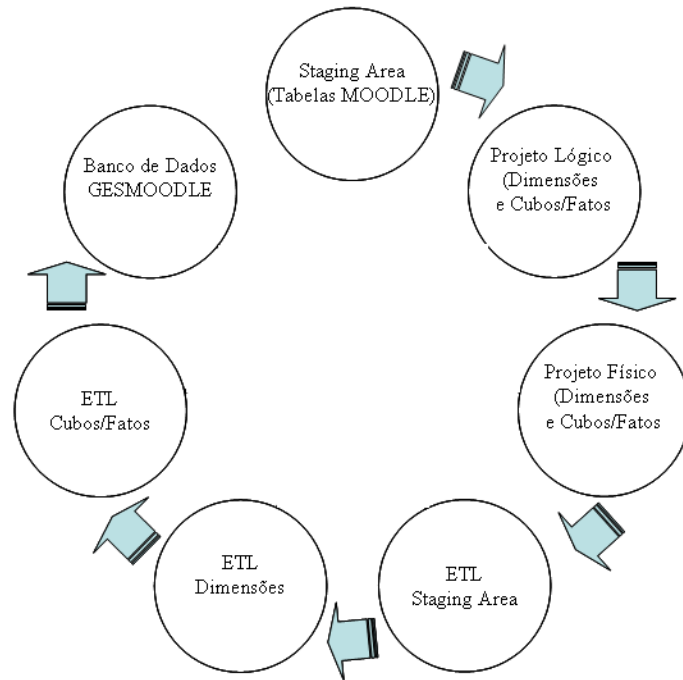 Staging Area
(Tabelas MOODLE)
Projeto Lógico
(Dimensões
e Cubos/Fatos
Projeto Físico
(Dimensões
e Cubos/Fatos
ETL
Staging Area
ETL
Dimensões
ETL
Cubos/Fatos
Banco de Dados
GESMOODLE